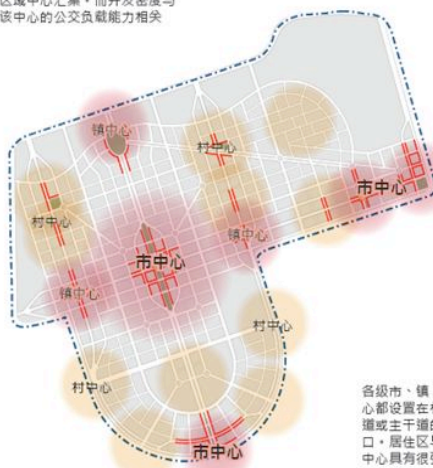 区域中心汇集，而开发密度与
该中心的公交负载能力相关
镇中心
村中心
市中心
村中心
镇中心
市中心
镇中心
村中心
村中心
市中心
各级市、镇
心都设置在
道或主干道的
口。居住区与
中心具有很强